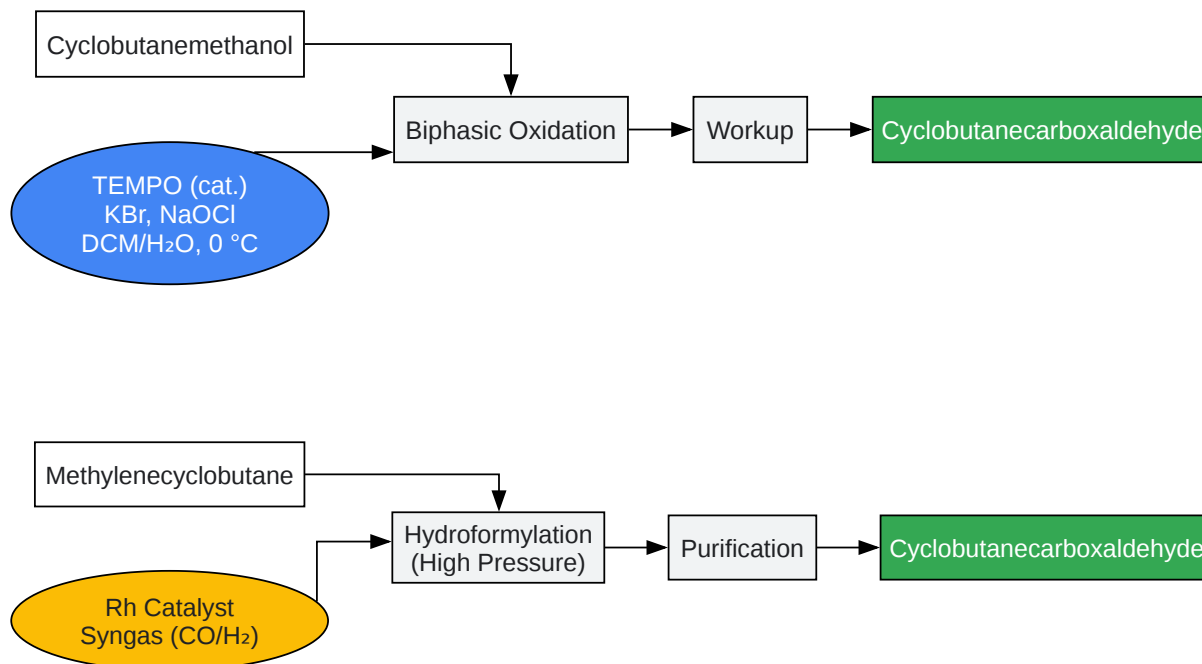 Cyclobutanemethanol
Biphasic Oxidation
Workup
Cyclobutanecarboxaldehyde
TEMPO (cat.)
KBr, NaOCl
DCM/H₂O, 0 °C
Methylenecyclobutane
Hydroformylation
(High Pressure)
Purification
Cyclobutanecarboxaldehyde
Rh Catalyst
Syngas (CO/H₂)